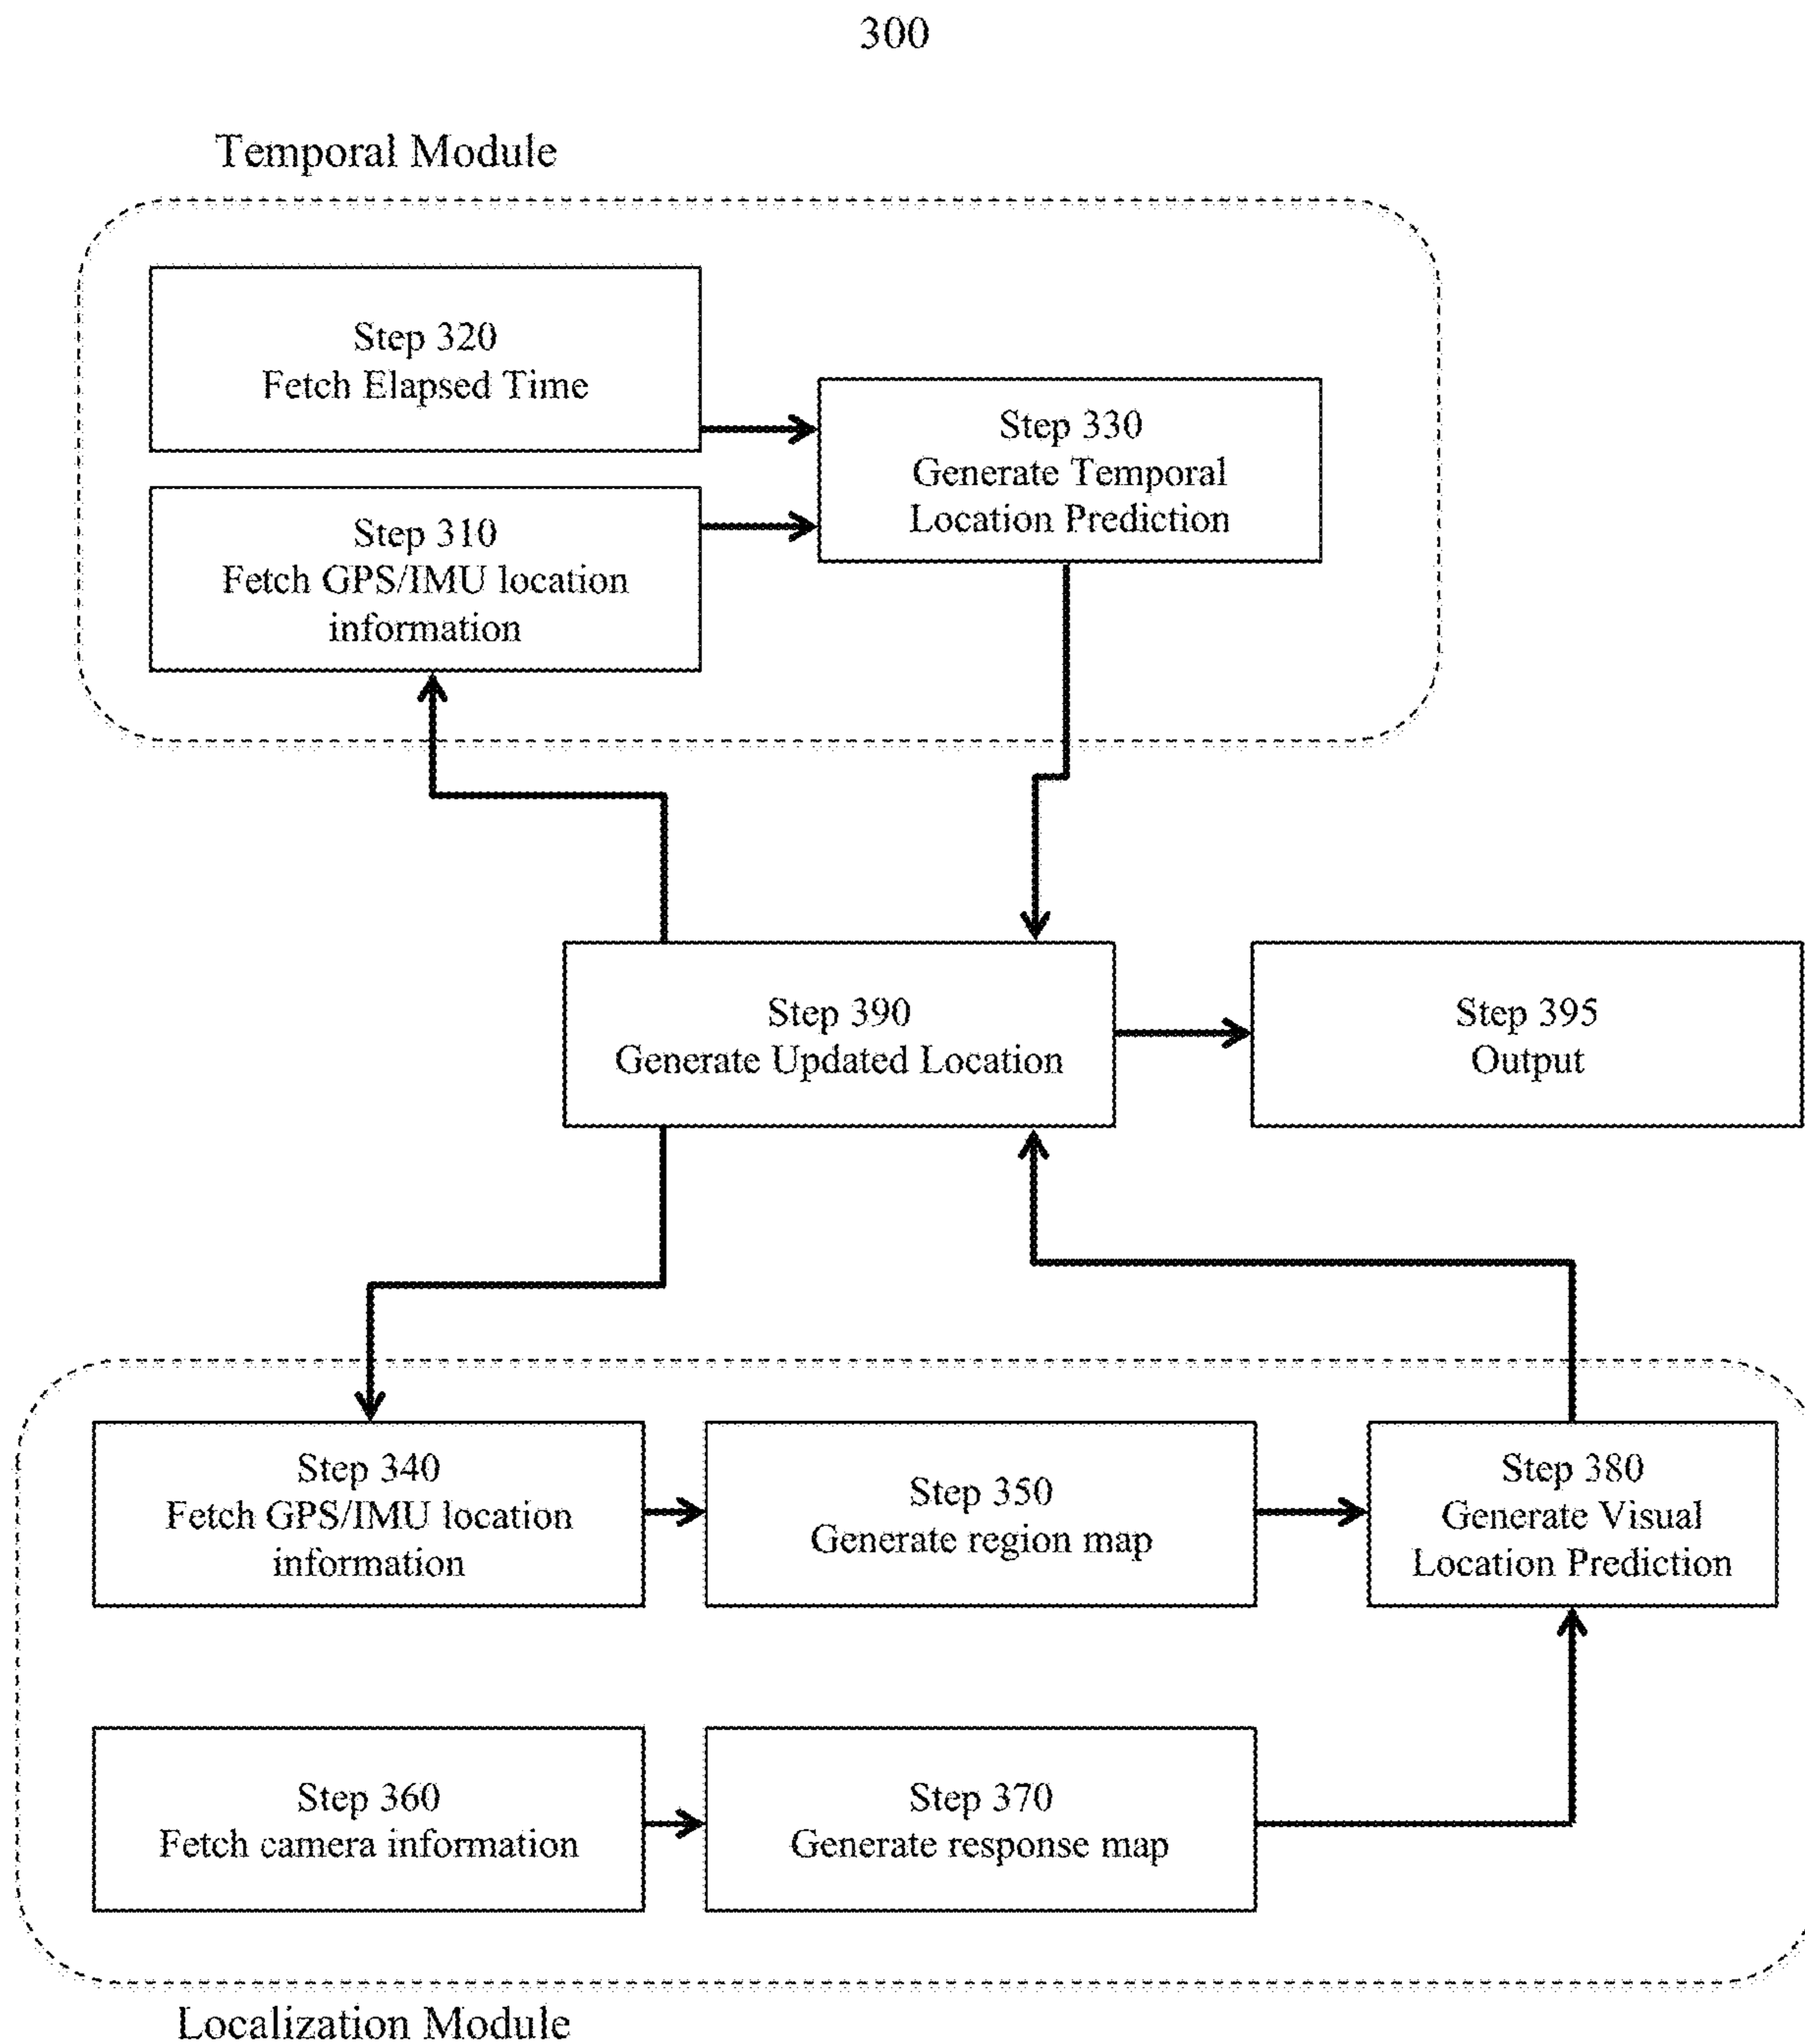 300
Temporal Module
Step 320
Fetch Elapsed Time
Step 330
Generate Temporal
Location Prediction
Step 310
Fetch GPS/IMU location
information
Step 390
Generate Updated Location
Step 395
Output
Step 340
Fetch GPS/IMU location
information
Step 350
Generate region map
Step 380
Generate Visual
Location Prediction
Step 360
Fetch camera information
Step 370
Generate response map
Localization Module